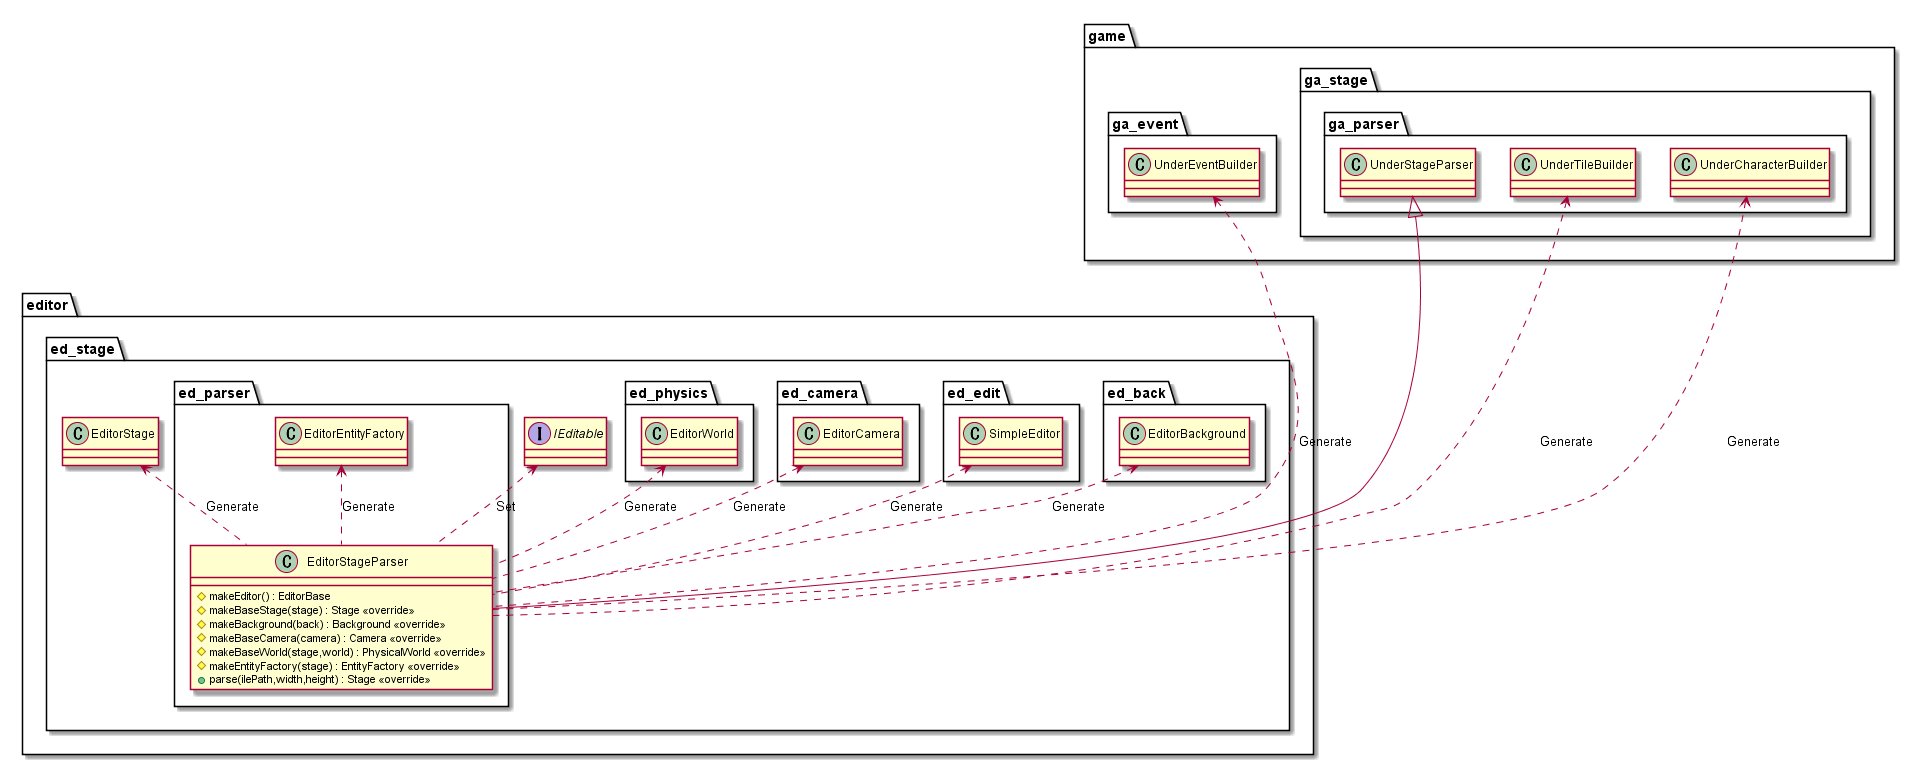 game
ga_stage
ga_event
ga_parser
C UnderEventBuilder
C UnderStageParser
C UnderTileBuilder
C UnderCharacterBuilder
editor
ed_stage
ed_parser
ed_physics
ed_camera
ed_edit
ed_back
C EditorStage
C EditorEntityFactory
I IEditable
C EditorWorld
C EditorCamera
C SimpleEditor
C EditorBackground
Generate
Generate
Generate
Generate
Generate
Set
Generate
Generate
Generate
Generate
C EditorStageParser
makeEditor() : EditorBase
makeBaseStage(stage) : Stage «override»
makeBackground(back) : Background «override»
makeBaseCamera(camera) : Camera «override»
makeBaseWorld(stage,world) : PhysicalWorld «override»
makeEntityFactory(stage) : EntityFactory «override»
parse(ilePath,width,height) : Stage «override»